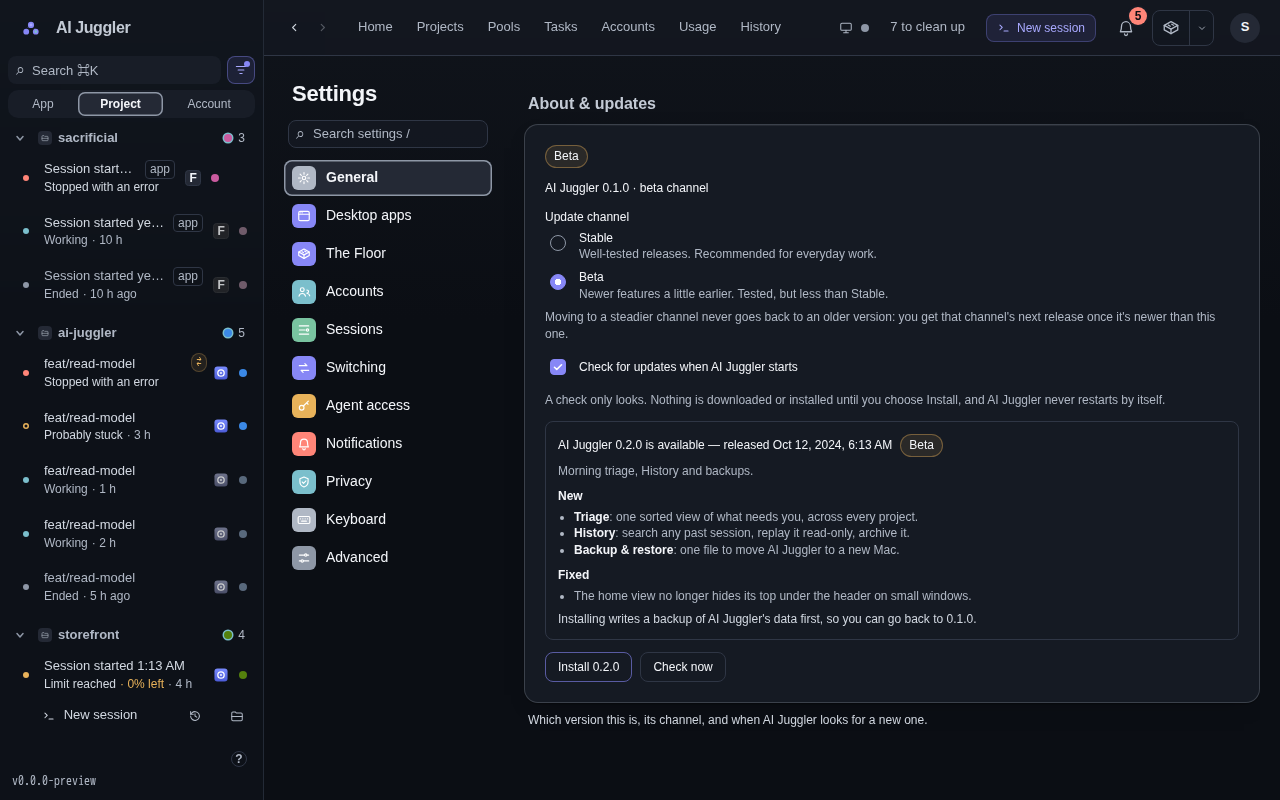 AI Juggler
Home Projects Pools Tasks Accounts Usage History
7 to clean up
New session
5
S
Search ⌘K
App Project Account
sacrificial 3
Session start… app
Stopped with an error
F
Session started ye… app
Working · 10 h
F
Session started ye… app
Ended · 10 h ago
F
ai-juggler 5
feat/read-model
Stopped with an error
feat/read-model
Probably stuck · 3 h
feat/read-model
Working · 1 h
feat/read-model
Working · 2 h
feat/read-model
Ended · 5 h ago
storefront 4
Session started 1:13 AM
Limit reached · 0% left · 4 h
New session
?
v0.0.0-preview
Settings
Search settings /
General
Desktop apps
The Floor
Accounts
Sessions
Switching
Agent access
Notifications
Privacy
Keyboard
Advanced
About & updates
Beta
AI Juggler 0.1.0 · beta channel
Update channel
Stable
Well-tested releases. Recommended for everyday work.
Beta
Newer features a little earlier. Tested, but less than Stable.
Moving to a steadier channel never goes back to an older version: you get that channel's next release once it's newer than this
one.
Check for updates when AI Juggler starts
A check only looks. Nothing is downloaded or installed until you choose Install, and AI Juggler never restarts by itself.
AI Juggler 0.2.0 is available — released Oct 12, 2024, 6:13 AM Beta
Morning triage, History and backups.
New
• Triage: one sorted view of what needs you, across every project.
• History: search any past session, replay it read-only, archive it.
• Backup & restore: one file to move AI Juggler to a new Mac.
Fixed
• The home view no longer hides its top under the header on small windows.
Installing writes a backup of AI Juggler's data first, so you can go back to 0.1.0.
Install 0.2.0 Check now
Which version this is, its channel, and when AI Juggler looks for a new one.